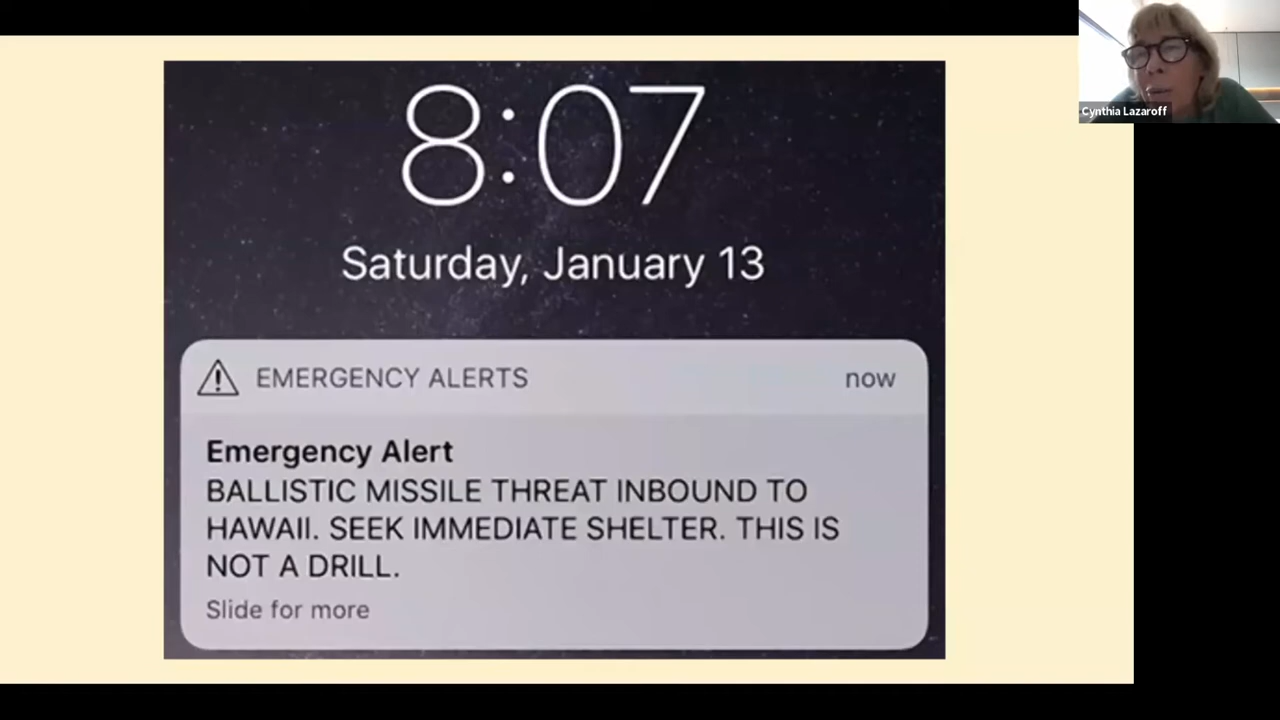 8:07
Saturday, January 13
EMERGENCY ALERTS now
Emergency Alert
BALLISTIC MISSILE THREAT INBOUND TO
HAWAII. SEEK IMMEDIATE SHELTER. THIS IS
NOT A DRILL.
Slide for more
Cynthia Lazaroff